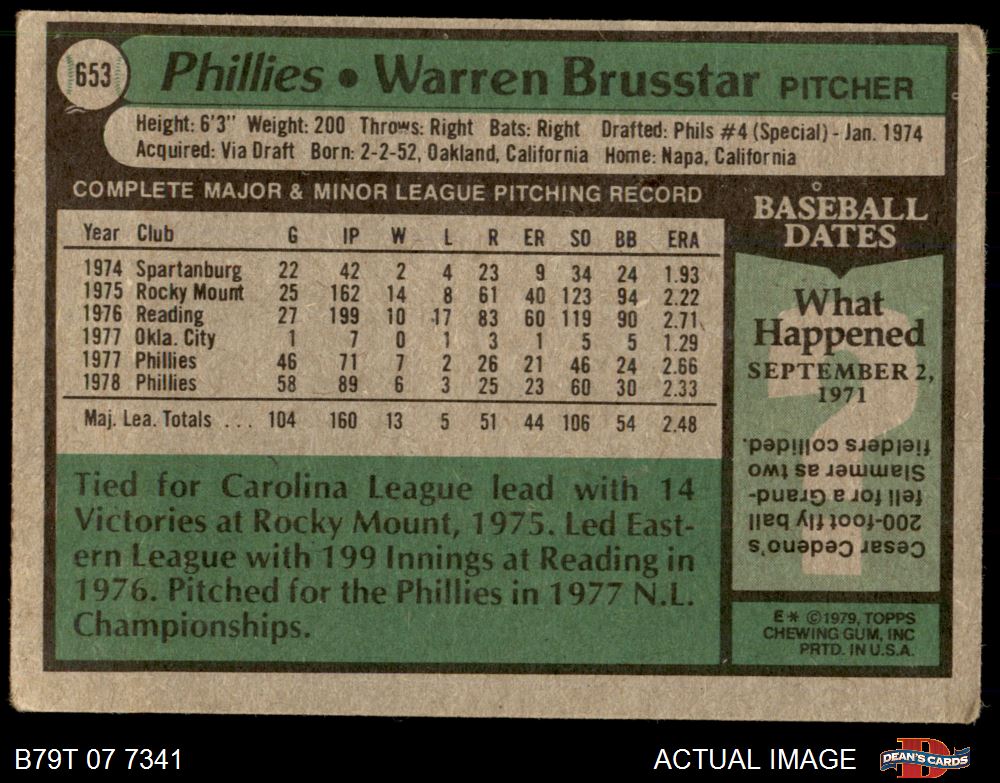 653
Phillies • Warren Brusstar PITCHER
Height: 6'3" Weight: 200 Throws: Right Bats: Right Drafted: Phils #4 (Special) - Jan. 1974
Acquired: Via Draft Born: 2-2-52, Oakland, California Home: Napa, California
COMPLETE MAJOR & MINOR LEAGUE PITCHING RECORD
Year Club G IP W L R ER SO BB ERA
1974 Spartanburg 22 42 2 4 23 9 34 24 1.93
1975 Rocky Mount 25 162 14 8 61 40 123 94 2.22
1976 Reading 27 199 10 17 83 60 119 90 2.71
1977 Okla. City 1 7 0 1 3 1 5 5 1.29
1977 Phillies 46 71 7 2 26 21 46 24 2.66
1978 Phillies 58 89 6 3 25 23 60 30 2.33
Maj. Lea. Totals ... 104 160 13 5 51 44 106 54 2.48
Tied for Carolina League lead with 14
Victories at Rocky Mount, 1975. Led East-
ern League with 199 Innings at Reading in
1976. Pitched for the Phillies in 1977 N.L.
Championships.
BASEBALL
DATES
What
Happened
SEPTEMBER 2,
1971
?
Cesar Cedeno's
200-foot fly ball
fell for a Grand-
Slammer as two
fielders collided.
E* ©1979, TOPPS
CHEWING GUM, INC
PRTD. IN U.S.A.
B79T 07 7341
ACTUAL IMAGE
D
DEAN'S CARDS